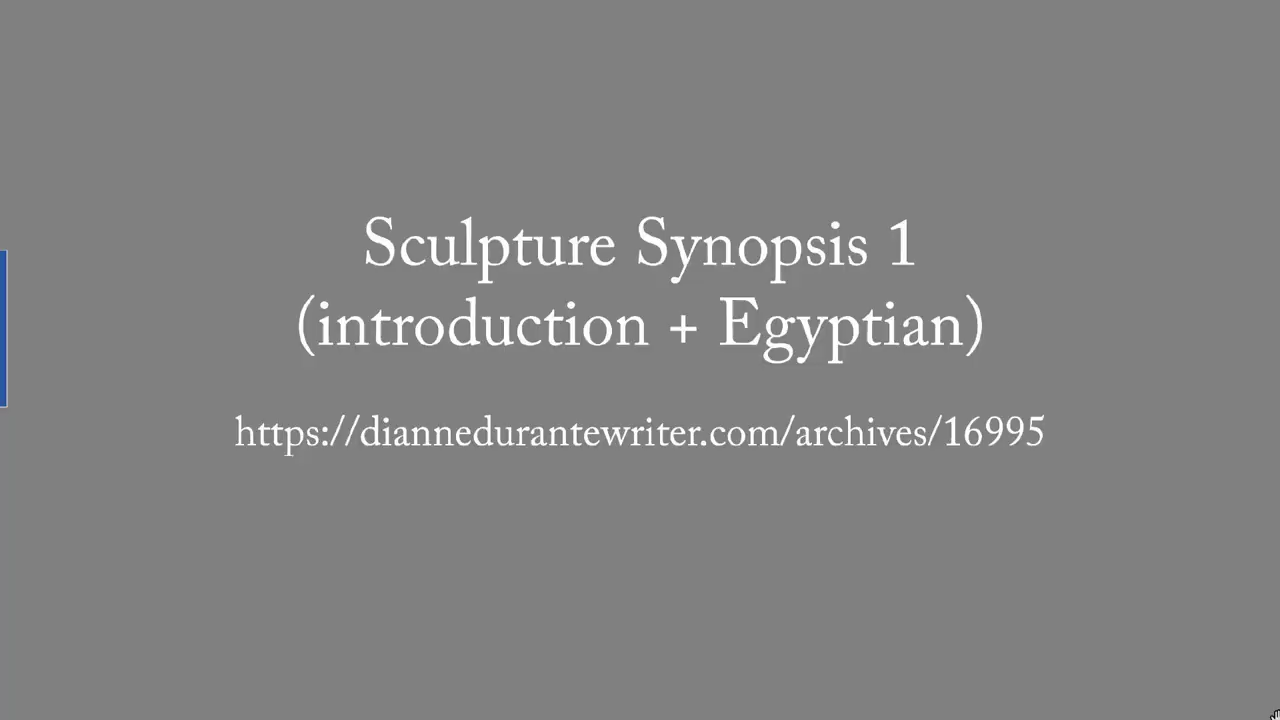 Sculpture Synopsis 1
(introduction + Egyptian)
https://diannedurantewriter.com/archives/16995